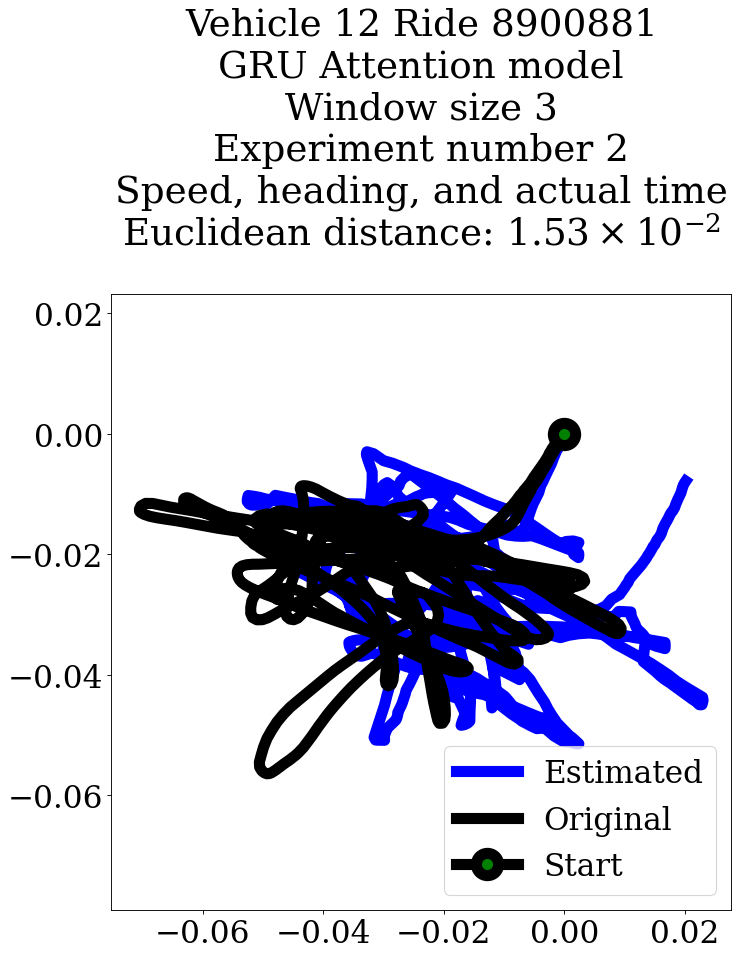 Vehicle 12 Ride 8900881
GRU Attention model
Window size 3
Experiment number 2
Speed, heading, and actual time
Euclidean distance: 1.53 × 10⁻²
0.02
0.00
−0.02
−0.04
−0.06
Estimated
Original
Start
−0.06 −0.04 −0.02 0.00 0.02